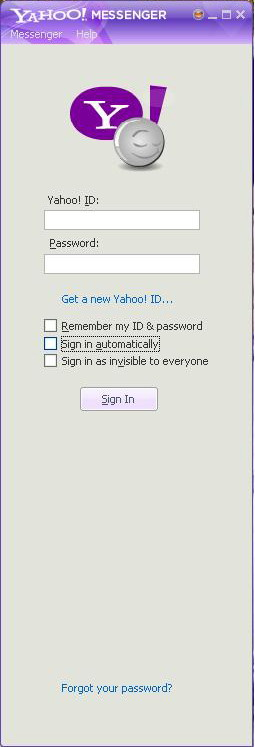 YAHOO! MESSENGER
Messenger Help
Y!
Yahoo! ID:
Password:
Get a new Yahoo! ID...
Remember my ID & password
Sign in automatically
Sign in as invisible to everyone
Sign In
Forgot your password?